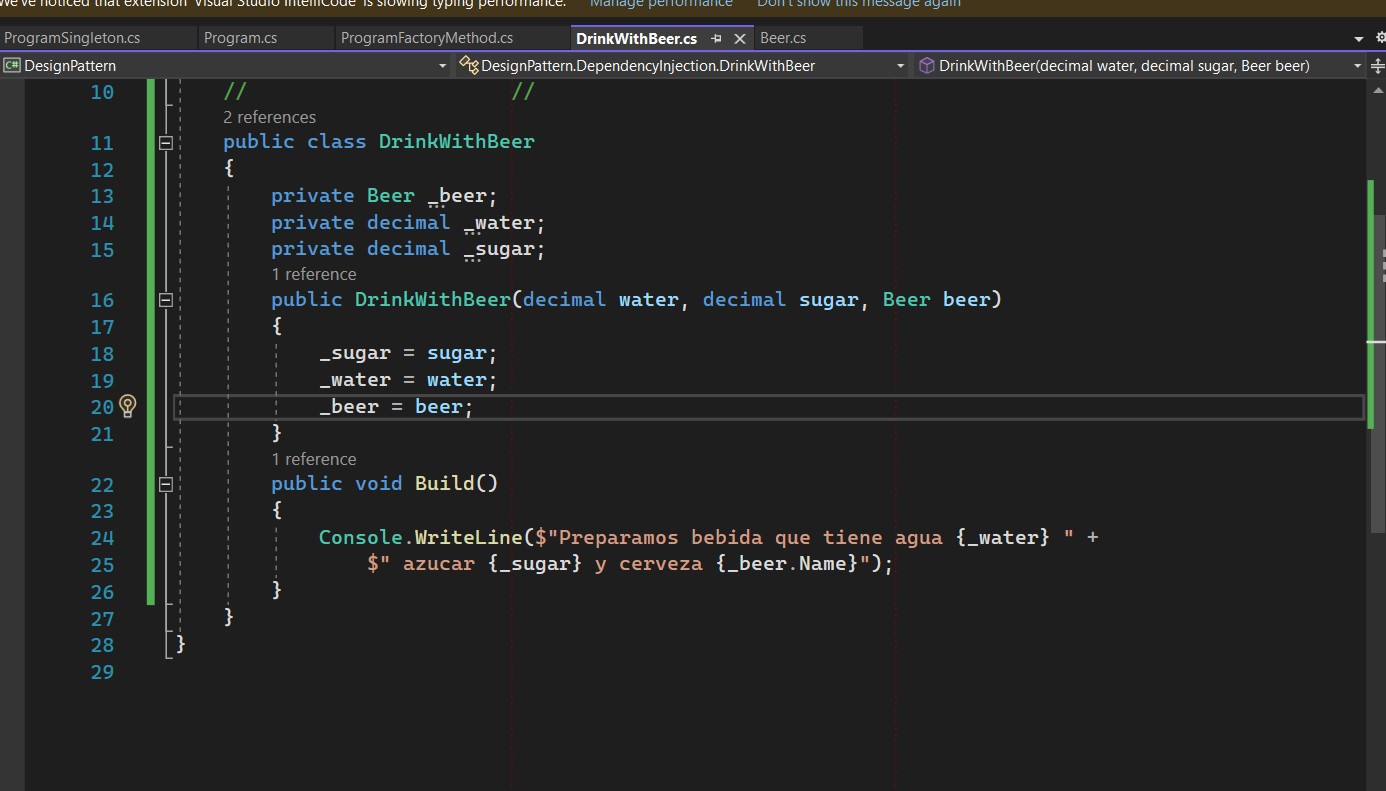 We've noticed that extension 'Visual Studio IntelliCode' is slowing typing performance. Manage performance Don't show this message again
ProgramSingleton.cs Program.cs ProgramFactoryMethod.cs DrinkWithBeer.cs Beer.cs
C# DesignPattern DesignPattern.DependencyInjection.DrinkWithBeer DrinkWithBeer(decimal water, decimal sugar, Beer beer)
10 // //
2 references
11 public class DrinkWithBeer
12 {
13 private Beer _beer;
14 private decimal _water;
15 private decimal _sugar;
1 reference
16 public DrinkWithBeer(decimal water, decimal sugar, Beer beer)
17 {
18 _sugar = sugar;
19 _water = water;
20 _beer = beer;
21 }
1 reference
22 public void Build()
23 {
24 Console.WriteLine($"Preparamos bebida que tiene agua {_water} " +
25 $" azucar {_sugar} y cerveza {_beer.Name}");
26 }
27 }
28 }
29